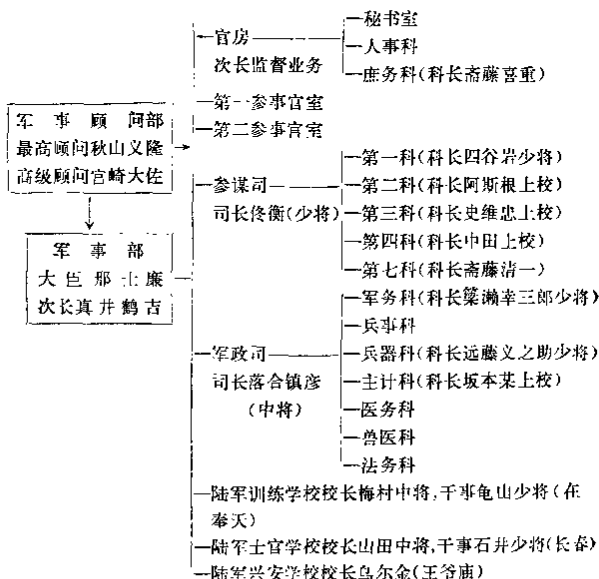 官房
次长监督业务
秘书室
人事科
庶务科(科长斋藤喜重)
第一参事官室
第二参事官室
军事顾问部
最高顾问秋山义隆
高级顾问宫崎大佐
军事部
大臣邢士廉
次长真井鹤吉
参谋司
司长佟衡(少将)
第一科(科长四谷岩少将)
第二科(科长阿斯根上校)
第三科(科长史维忠上校)
第四科(科长中田上校)
第七科(科长斋藤清一)
军政司
司长落合镇彦
(中将)
军务科(科长簗濑幸三郎少将)
兵事科
兵器科(科长远藤义之助少将)
主计科(科长坂本某上校)
医务科
兽医科
法务科
陆军训练学校校长梅村中将,干事龟山少将(在
奉天)
陆军士官学校校长山田中将,干事石井少将(长春)
陆军兴安学校校长乌尔金(王爷庙)